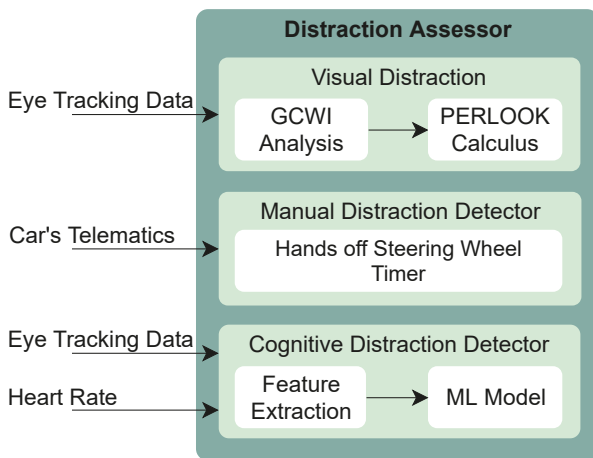 Distraction Assessor
Visual Distraction
Eye Tracking Data
GCWI
Analysis
PERLOOK
Calculus
Manual Distraction Detector
Car's Telematics
Hands off Steering Wheel
Timer
Eye Tracking Data
Cognitive Distraction Detector
Heart Rate
Feature
Extraction
ML Model